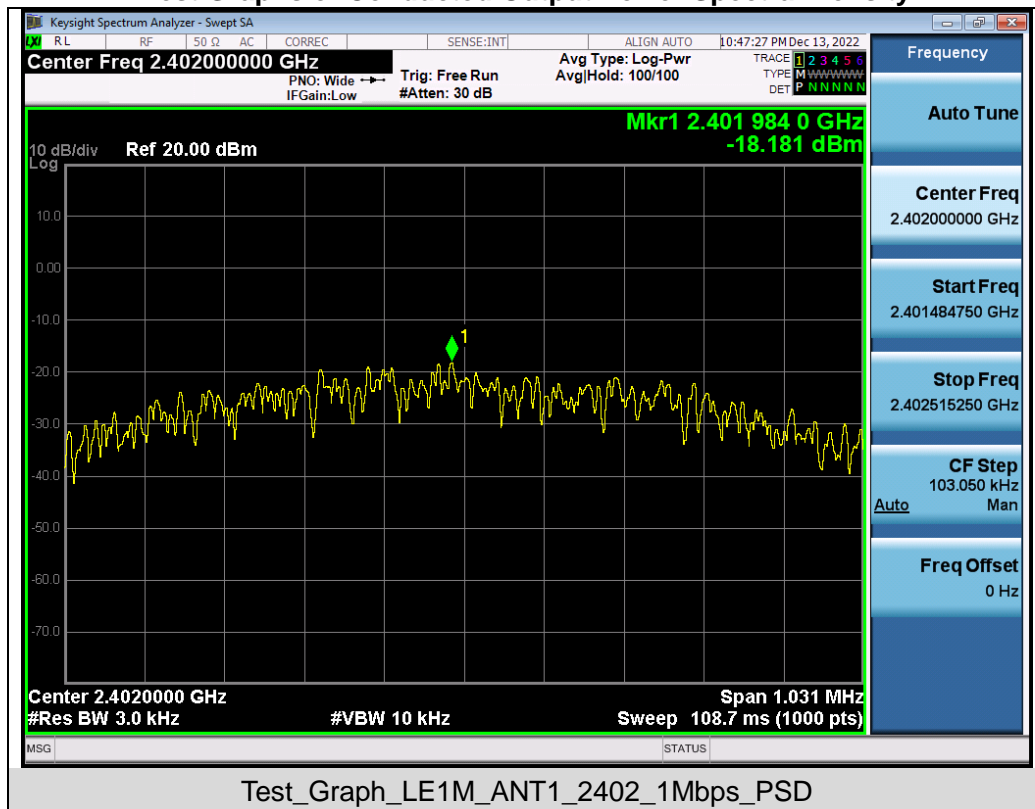 Keysight Spectrum Analyzer - Swept SA
LXI RL RF 50 Ω AC CORREC SENSE:INT ALIGN AUTO 10:47:27 PM Dec 13, 2022
Center Freq 2.402000000 GHz
PNO: Wide
IFGain:Low
Trig: Free Run
#Atten: 30 dB
Avg Type: Log-Pwr
Avg|Hold: 100/100
TRACE 1 2 3 4 5 6
TYPE M WWWWW
DET P N N N N N
Mkr1 2.401 984 0 GHz
-18.181 dBm
10 dB/div Ref 20.00 dBm
Log
10.0
0.00
-10.0
1
-20.0
-30.0
-40.0
-50.0
-60.0
-70.0
Center 2.4020000 GHz Span 1.031 MHz
#Res BW 3.0 kHz #VBW 10 kHz Sweep 108.7 ms (1000 pts)
MSG STATUS
Frequency
Auto Tune
Center Freq
2.402000000 GHz
Start Freq
2.401484750 GHz
Stop Freq
2.402515250 GHz
CF Step
103.050 kHz
Auto Man
Freq Offset
0 Hz
Test_Graph_LE1M_ANT1_2402_1Mbps_PSD